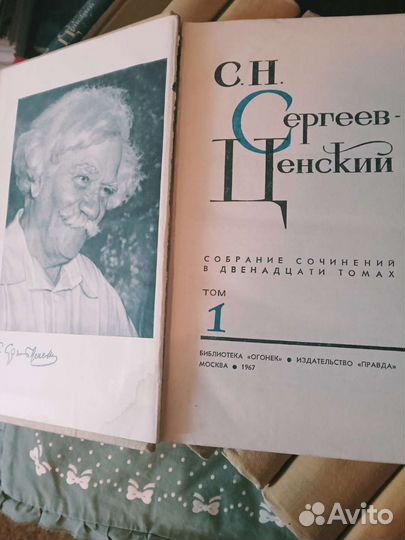 С. Н.
Сергеев-
Ценский
СОБРАНИЕ СОЧИНЕНИЙ
В ДВЕНАДЦАТИ ТОМАХ
ТОМ
1
БИБЛИОТЕКА «ОГОНЕК» • ИЗДАТЕЛЬСТВО «ПРАВДА»
МОСКВА • 1967
Avito